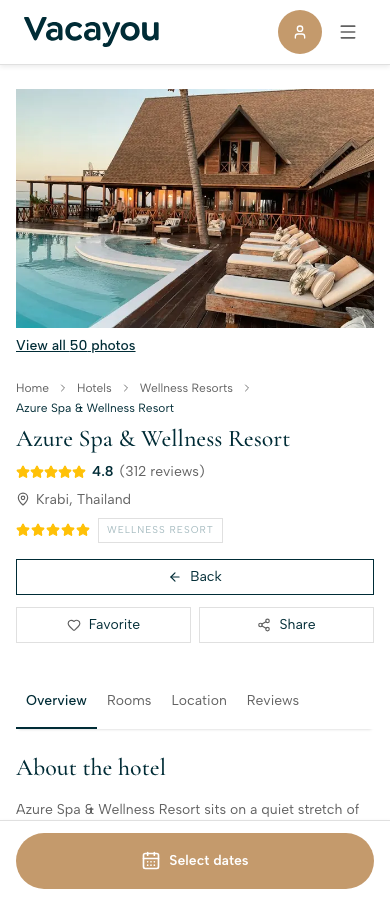 Vacayou
View all 50 photos
Home
Hotels
Wellness Resorts
Azure Spa & Wellness Resort
Azure Spa & Wellness Resort
4.8 (312 reviews)
Krabi, Thailand
WELLNESS RESORT
Back
Favorite
Share
Overview
Rooms
Location
Reviews
About the hotel
Azure Spa & Wellness Resort sits on a quiet stretch of
Select dates